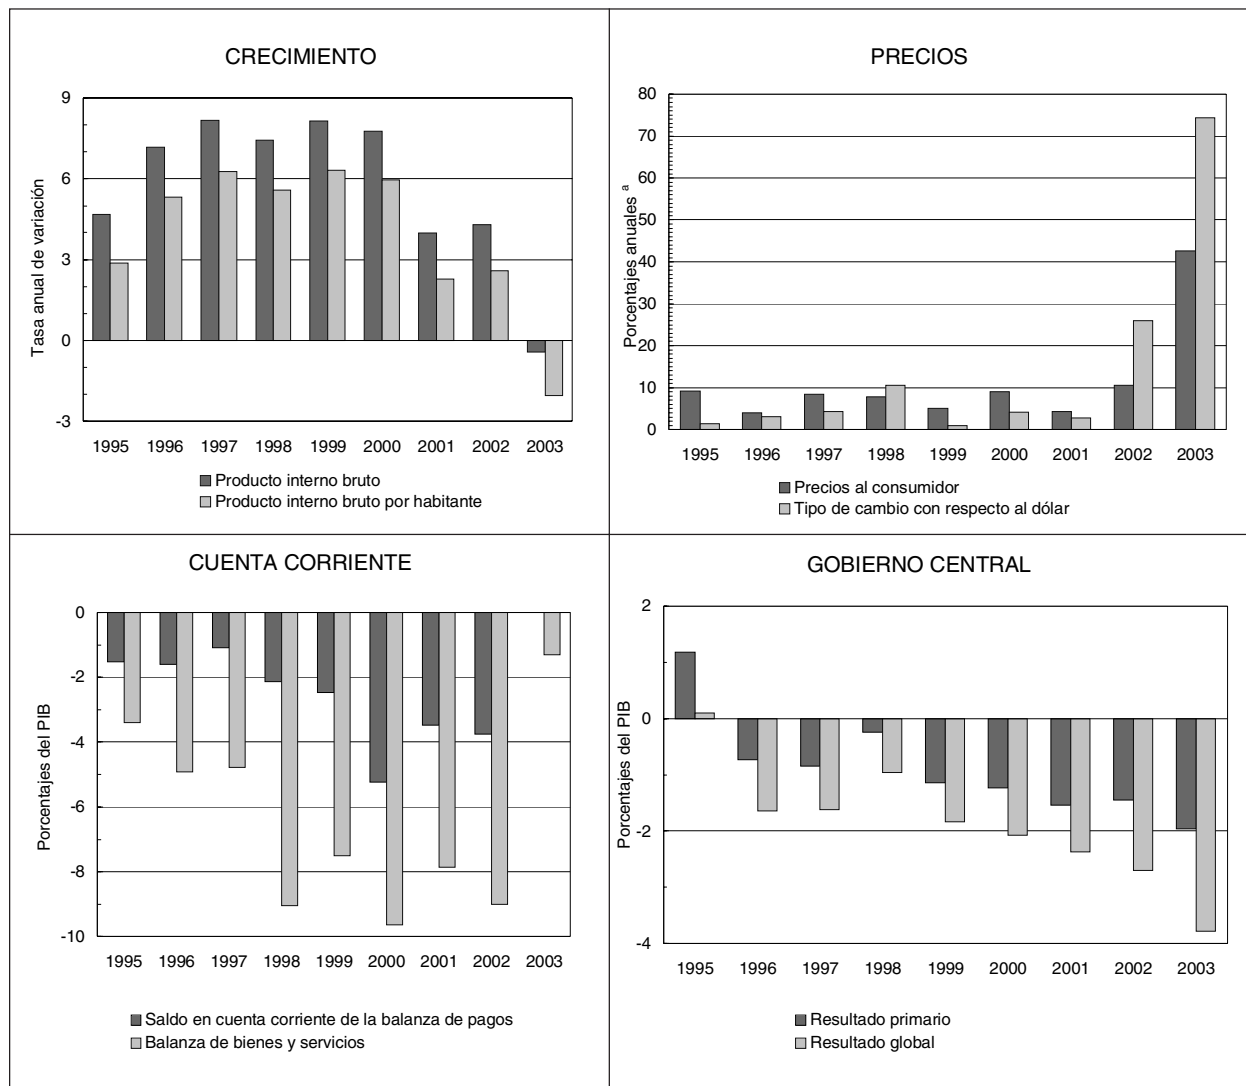 CRECIMIENTO
Tasa anual de variación
9
6
3
0
-3
1995 1996 1997 1998 1999 2000 2001 2002 2003
Producto interno bruto
Producto interno bruto por habitante
PRECIOS
Porcentajes anuales ª
80
70
60
50
40
30
20
10
0
1995 1996 1997 1998 1999 2000 2001 2002 2003
Precios al consumidor
Tipo de cambio con respecto al dólar
CUENTA CORRIENTE
Porcentajes del PIB
0
-2
-4
-6
-8
-10
1995 1996 1997 1998 1999 2000 2001 2002 2003
Saldo en cuenta corriente de la balanza de pagos
Balanza de bienes y servicios
GOBIERNO CENTRAL
Porcentajes del PIB
2
0
-2
-4
1995 1996 1997 1998 1999 2000 2001 2002 2003
Resultado primario
Resultado global